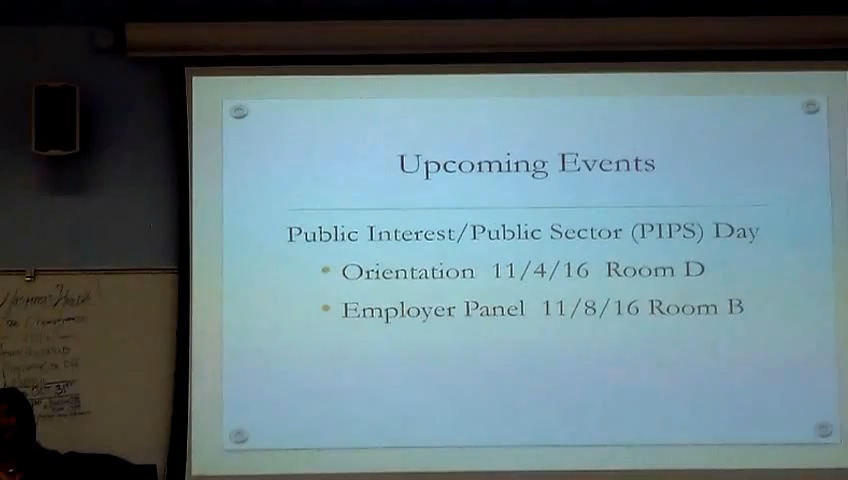 Upcoming Events
Public Interest/Public Sector (PIPS) Day
• Orientation 11/4/16 Room D
• Employer Panel 11/8/16 Room B